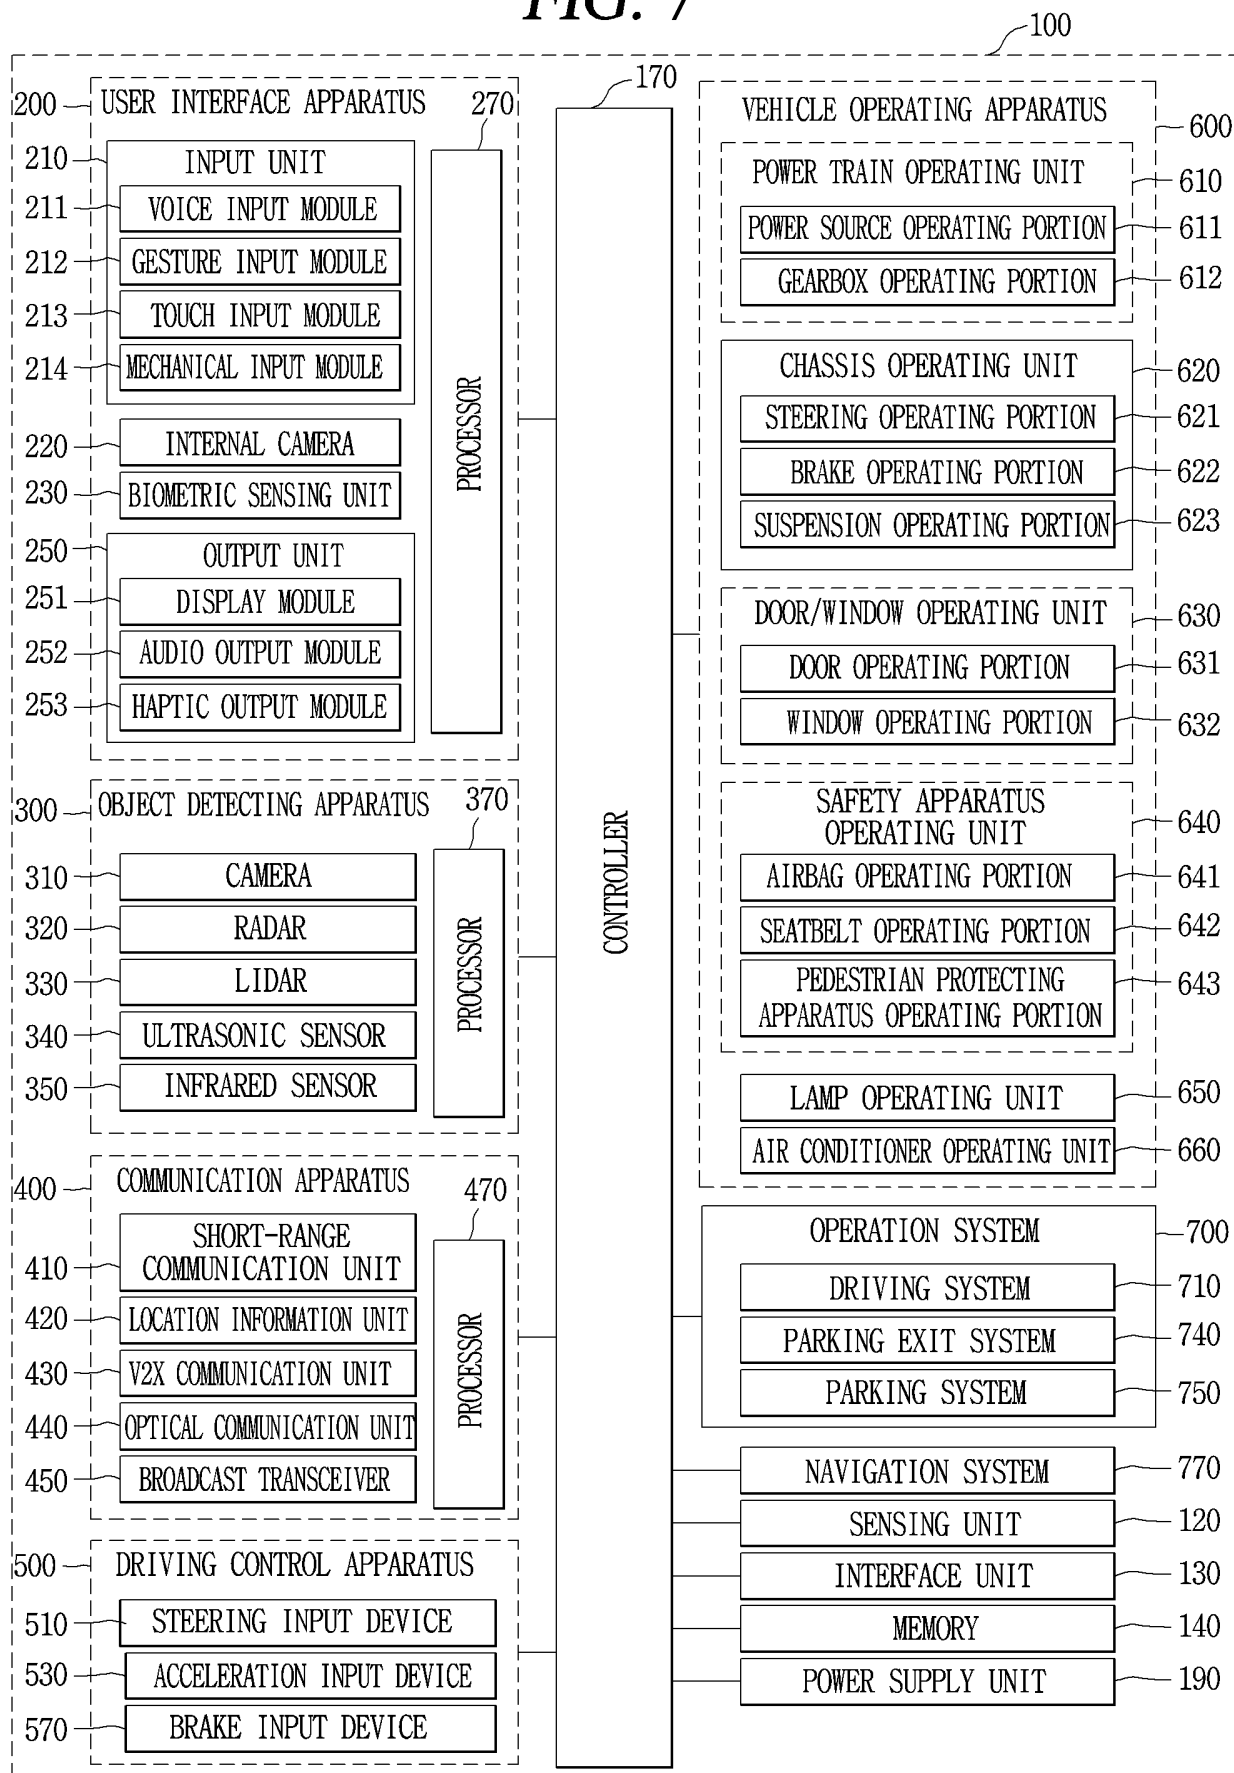 FIG. 7
100
200 USER INTERFACE APPARATUS 270
210 INPUT UNIT
211 VOICE INPUT MODULE
212 GESTURE INPUT MODULE
213 TOUCH INPUT MODULE
214 MECHANICAL INPUT MODULE
220 INTERNAL CAMERA
230 BIOMETRIC SENSING UNIT
250 OUTPUT UNIT
251 DISPLAY MODULE
252 AUDIO OUTPUT MODULE
253 HAPTIC OUTPUT MODULE
PROCESSOR
300 OBJECT DETECTING APPARATUS 370
310 CAMERA
320 RADAR
330 LIDAR
340 ULTRASONIC SENSOR
350 INFRARED SENSOR
PROCESSOR
400 COMMUNICATION APPARATUS 470
SHORT-RANGE
410 COMMUNICATION UNIT
420 LOCATION INFORMATION UNIT
430 V2X COMMUNICATION UNIT
440 OPTICAL COMMUNICATION UNIT
450 BROADCAST TRANSCEIVER
PROCESSOR
500 DRIVING CONTROL APPARATUS
510 STEERING INPUT DEVICE
530 ACCELERATION INPUT DEVICE
570 BRAKE INPUT DEVICE
170
CONTROLLER
VEHICLE OPERATING APPARATUS 600
POWER TRAIN OPERATING UNIT 610
POWER SOURCE OPERATING PORTION 611
GEARBOX OPERATING PORTION 612
CHASSIS OPERATING UNIT 620
STEERING OPERATING PORTION 621
BRAKE OPERATING PORTION 622
SUSPENSION OPERATING PORTION 623
DOOR/WINDOW OPERATING UNIT 630
DOOR OPERATING PORTION 631
WINDOW OPERATING PORTION 632
SAFETY APPARATUS
OPERATING UNIT 640
AIRBAG OPERATING PORTION 641
SEATBELT OPERATING PORTION 642
PEDESTRIAN PROTECTING 643
APPARATUS OPERATING PORTION
LAMP OPERATING UNIT 650
AIR CONDITIONER OPERATING UNIT 660
OPERATION SYSTEM 700
DRIVING SYSTEM 710
PARKING EXIT SYSTEM 740
PARKING SYSTEM 750
NAVIGATION SYSTEM 770
SENSING UNIT 120
INTERFACE UNIT 130
MEMORY 140
POWER SUPPLY UNIT 190